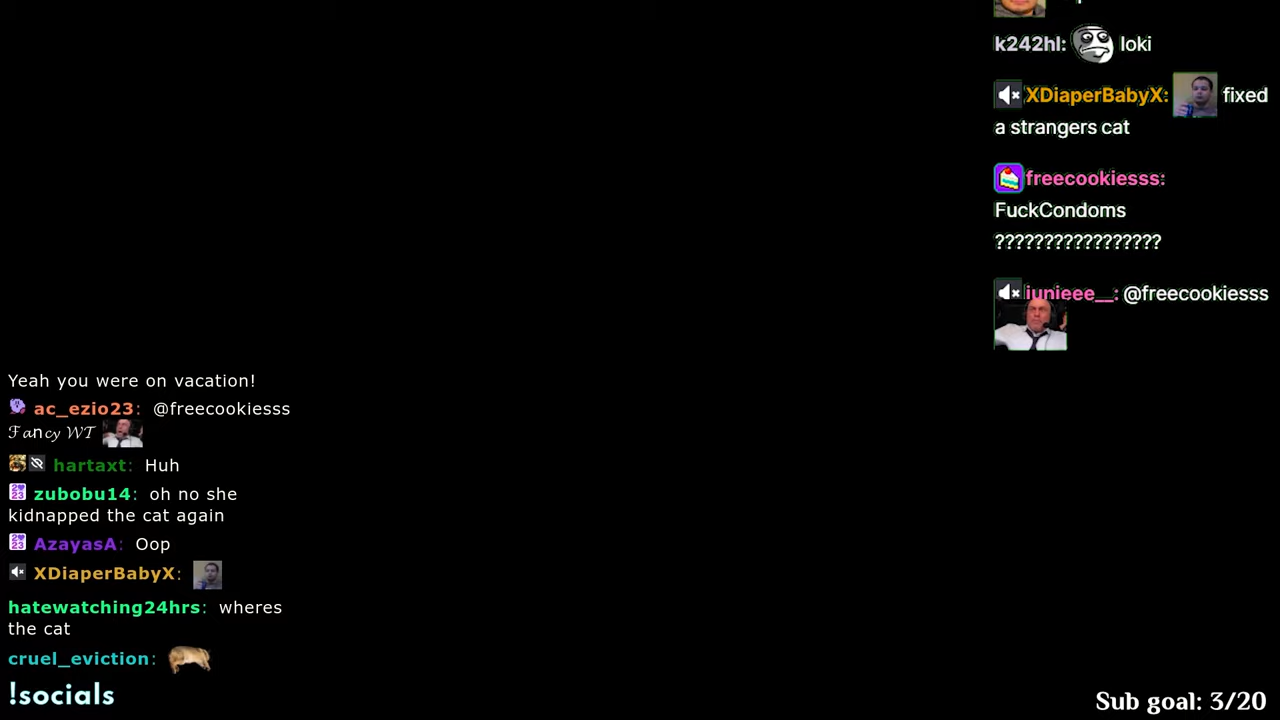 k242hl: loki
XDiaperBabyX: fixed
a strangers cat
freecookiesss:
FuckCondoms
?????????????????
iunieee__: @freecookiesss
Yeah you were on vacation!
ac_ezio23: @freecookiesss
ℱ𝒶n𝒸𝓎 𝒲𝒯
hartaxt: Huh
zubobu14: oh no she
kidnapped the cat again
AzayasA: Oop
XDiaperBabyX:
hatewatching24hrs: wheres
the cat
cruel_eviction:
!socials
Sub goal: 3/20